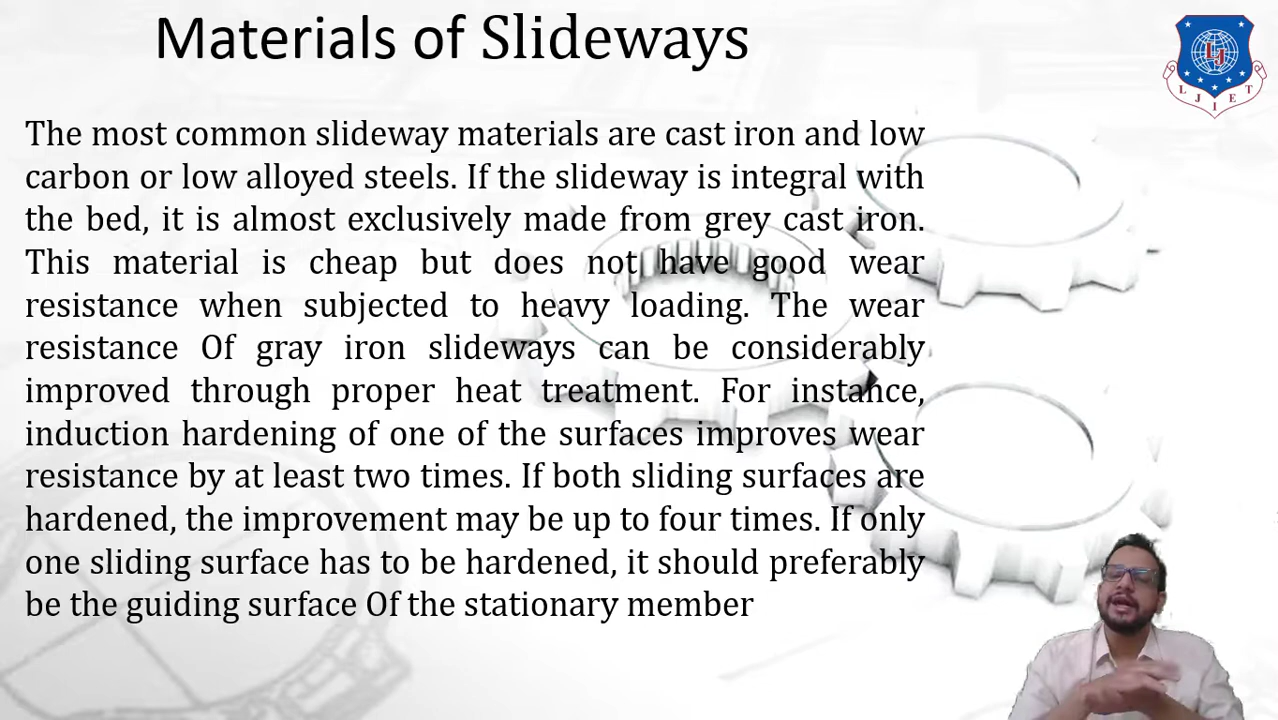 Materials of Slideways
LJ
L J I E T
The most common slideway materials are cast iron and low
carbon or low alloyed steels. If the slideway is integral with
the bed, it is almost exclusively made from grey cast iron.
This material is cheap but does not have good wear
resistance when subjected to heavy loading. The wear
resistance Of gray iron slideways can be considerably
improved through proper heat treatment. For instance,
induction hardening of one of the surfaces improves wear
resistance by at least two times. If both sliding surfaces are
hardened, the improvement may be up to four times. If only
one sliding surface has to be hardened, it should preferably
be the guiding surface Of the stationary member